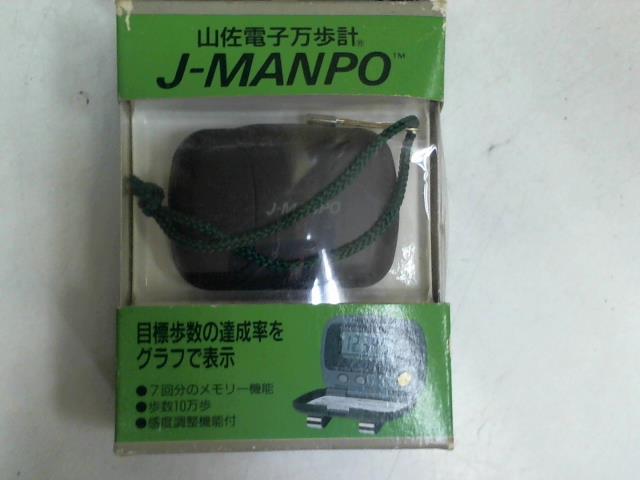 山佐電子万歩計®
J-MANPO™
J-MANPO
目標歩数の達成率を
グラフで表示
●7回分のメモリー機能
●歩数10万歩
●感度調整機能付